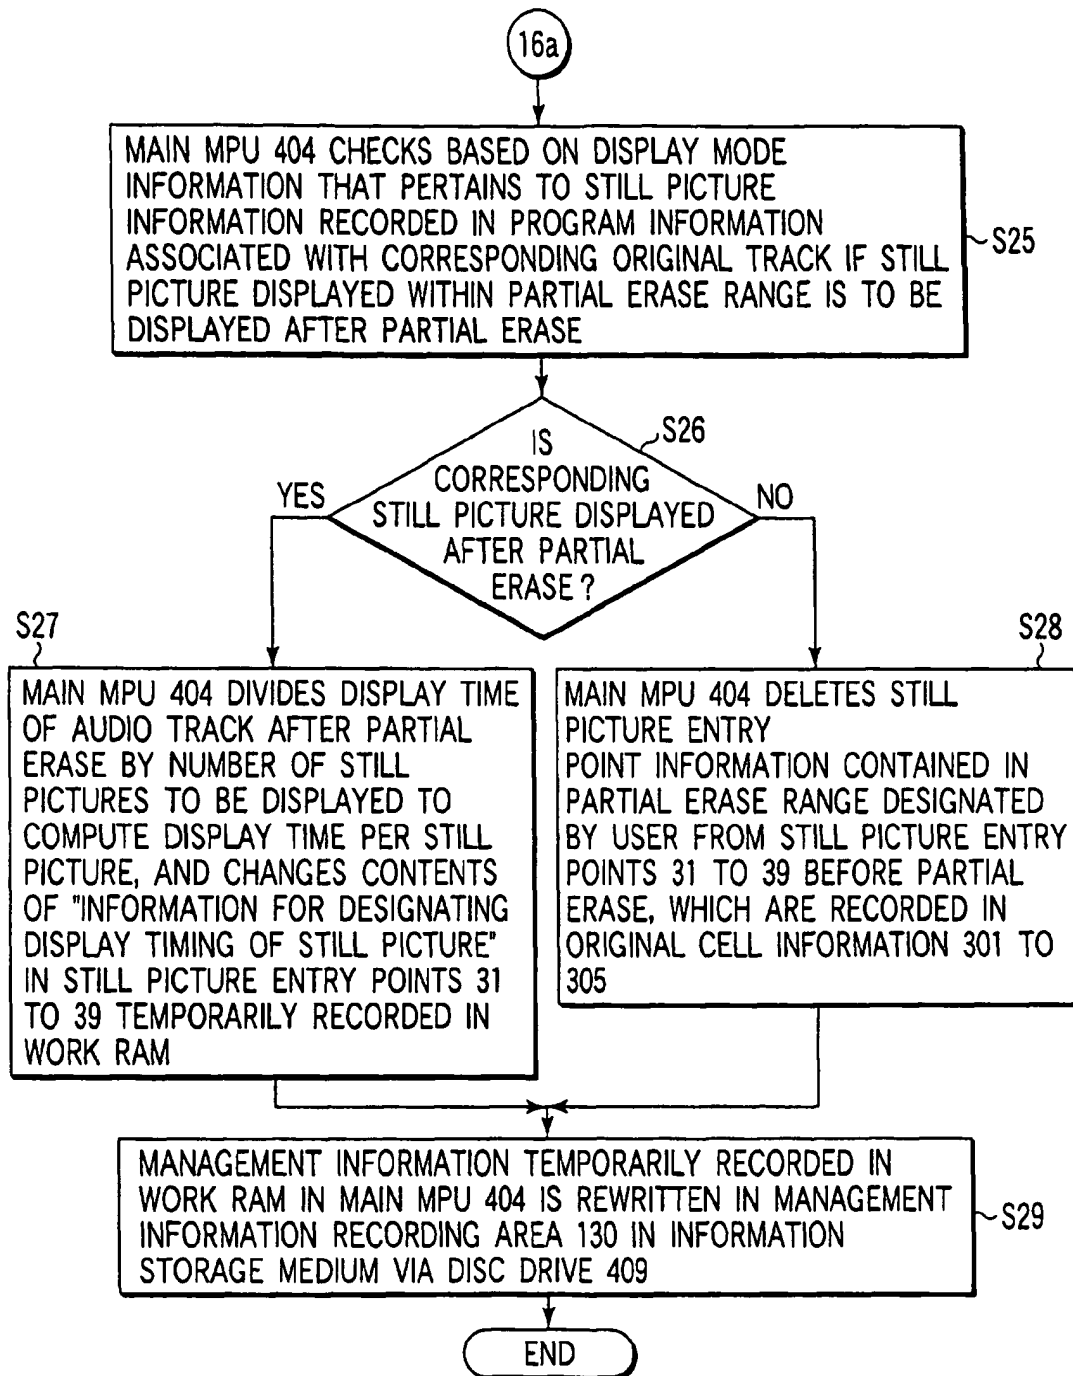 16a
MAIN MPU 404 CHECKS BASED ON DISPLAY MODE
INFORMATION THAT PERTAINS TO STILL PICTURE
INFORMATION RECORDED IN PROGRAM INFORMATION
ASSOCIATED WITH CORRESPONDING ORIGINAL TRACK IF STILL
PICTURE DISPLAYED WITHIN PARTIAL ERASE RANGE IS TO BE
DISPLAYED AFTER PARTIAL ERASE
S25
S26
IS
CORRESPONDING
STILL PICTURE DISPLAYED
AFTER PARTIAL
ERASE?
YES
NO
S27
MAIN MPU 404 DIVIDES DISPLAY TIME
OF AUDIO TRACK AFTER PARTIAL
ERASE BY NUMBER OF STILL
PICTURES TO BE DISPLAYED TO
COMPUTE DISPLAY TIME PER STILL
PICTURE, AND CHANGES CONTENTS
OF "INFORMATION FOR DESIGNATING
DISPLAY TIMING OF STILL PICTURE"
IN STILL PICTURE ENTRY POINTS 31
TO 39 TEMPORARILY RECORDED IN
WORK RAM
S28
MAIN MPU 404 DELETES STILL
PICTURE ENTRY
POINT INFORMATION CONTAINED IN
PARTIAL ERASE RANGE DESIGNATED
BY USER FROM STILL PICTURE ENTRY
POINTS 31 TO 39 BEFORE PARTIAL
ERASE, WHICH ARE RECORDED IN
ORIGINAL CELL INFORMATION 301 TO
305
MANAGEMENT INFORMATION TEMPORARILY RECORDED IN
WORK RAM IN MAIN MPU 404 IS REWRITTEN IN MANAGEMENT
INFORMATION RECORDING AREA 130 IN INFORMATION
STORAGE MEDIUM VIA DISC DRIVE 409
S29
END